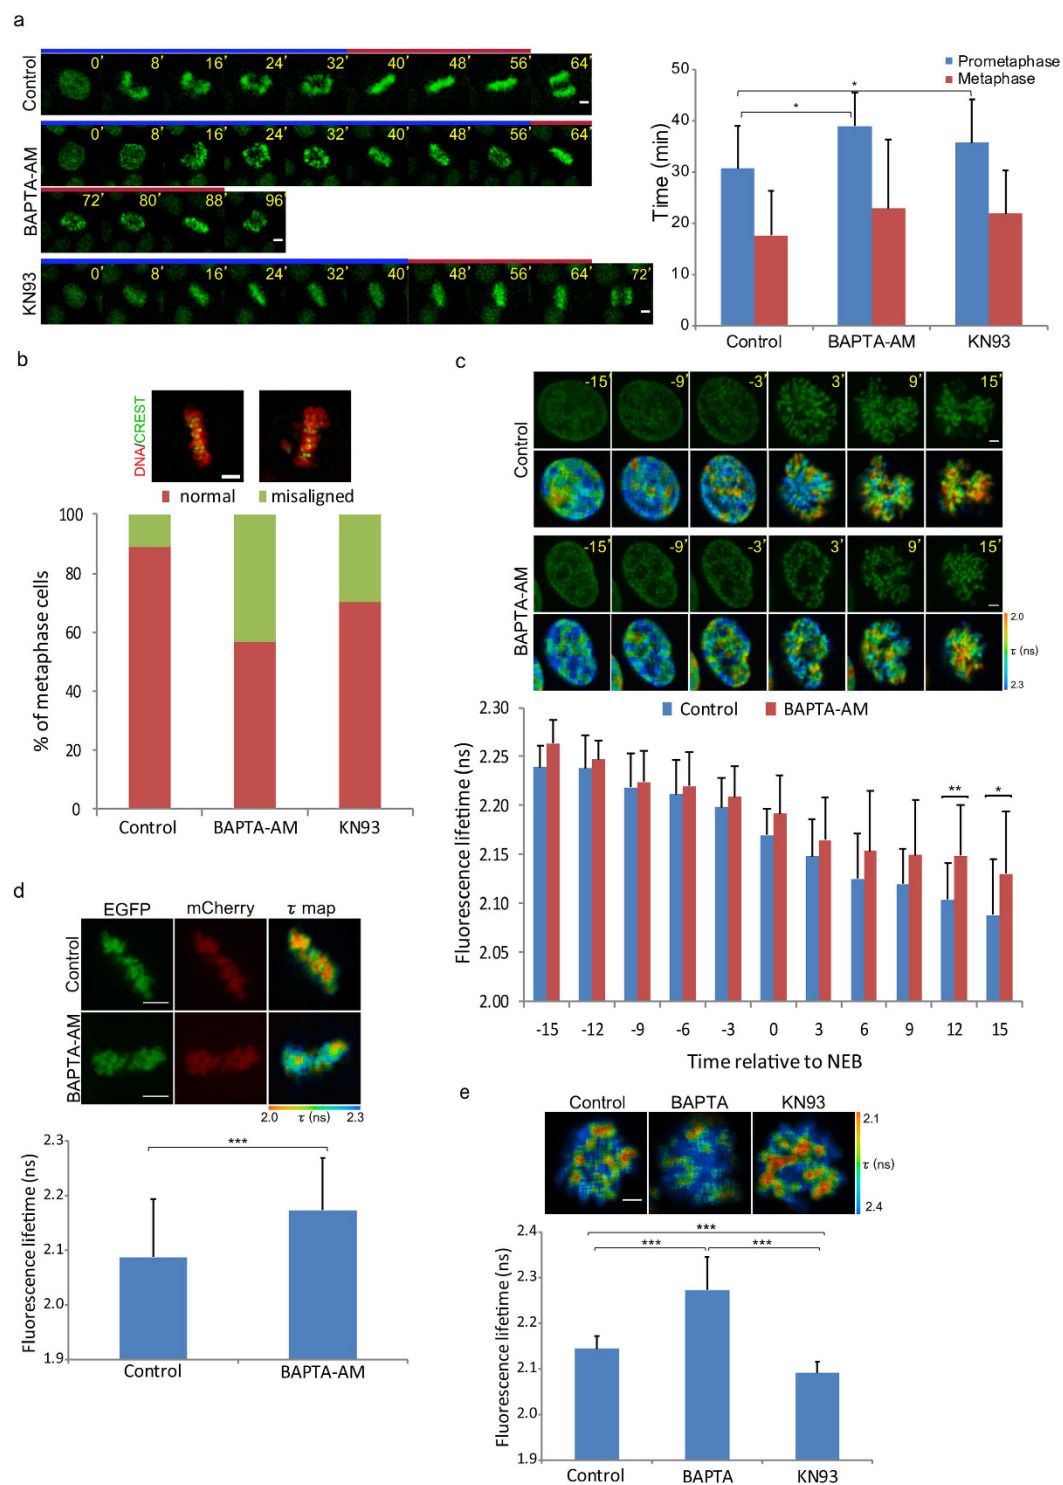 a
Control
0' 8' 16' 24' 32' 40' 48' 56' 64'
BAPTA-AM
0' 8' 16' 24' 32' 40' 48' 56' 64'
72' 80' 88' 96'
KN93
0' 8' 16' 24' 32' 40' 48' 56' 64' 72'
Prometaphase
Metaphase
Time (min)
50
40
30
20
10
0
*
*
Control BAPTA-AM KN93
b
DNA/CREST
normal misaligned
% of metaphase cells
100
80
60
40
20
0
Control BAPTA-AM KN93
c
Control
-15' -9' -3' 3' 9' 15'
BAPTA-AM
-15' -9' -3' 3' 9' 15'
2.0
τ (ns)
2.3
Control BAPTA-AM
Fluorescence lifetime (ns)
2.30
2.25
2.20
2.15
2.10
2.05
2.00
** *
-15 -12 -9 -6 -3 0 3 6 9 12 15
Time relative to NEB
d
EGFP mCherry τ map
Control
BAPTA-AM
2.0 τ (ns) 2.3
Fluorescence lifetime (ns)
2.3
2.2
2.1
2.0
1.9
***
Control BAPTA-AM
e
Control BAPTA KN93
2.1
τ (ns)
2.4
Fluorescence lifetime (ns)
2.4
2.3
2.2
2.1
2.0
1.9
***
*** ***
Control BAPTA KN93